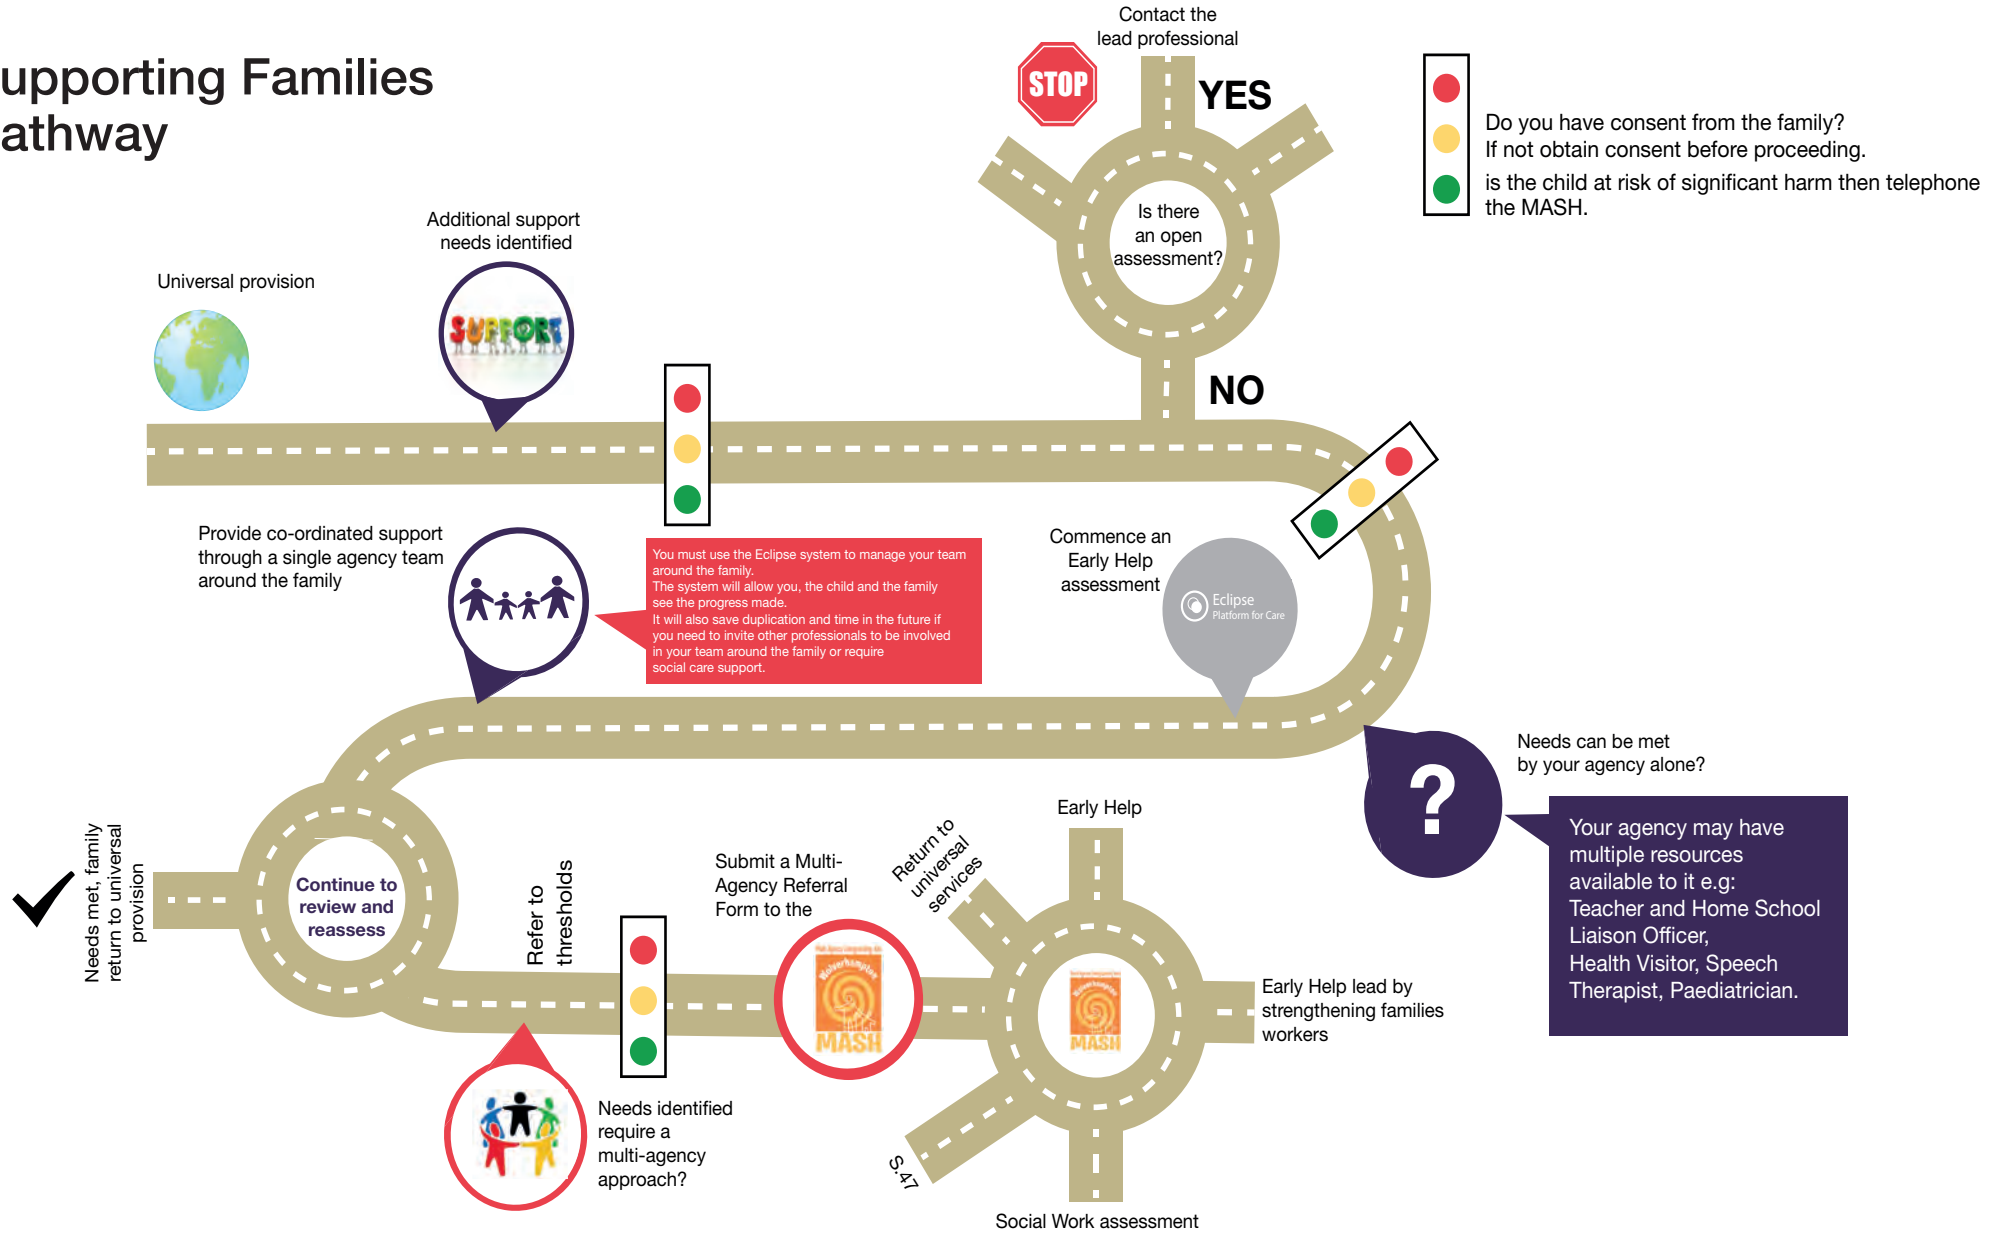 upporting Families
athway
Contact the
lead professional
STOP
YES
Do you have consent from the family?
If not obtain consent before proceeding.
is the child at risk of significant harm then telephone
the MASH.
Is there
an open
assessment?
NO
Universal provision
Additional support
needs identified
SUPPORT
Provide co-ordinated support
through a single agency team
around the family
You must use the Eclipse system to manage your team
around the family.
The system will allow you, the child and the family
see the progress made.
It will also save duplication and time in the future if
you need to invite other professionals to be involved
in your team around the family or require
social care support.
Commence an
Early Help
assessment
Eclipse
Platform for Care
?
Needs can be met
by your agency alone?
Your agency may have
multiple resources
available to it e.g:
Teacher and Home School
Liaison Officer,
Health Visitor, Speech
Therapist, Paediatrician.
Needs met, family
return to universal
provision
Continue to
review and
reassess
Refer to
thresholds
Needs identified
require a
multi-agency
approach?
Submit a Multi-
Agency Referral
Form to the
Wolverhampton
MASH
Return to
universal
services
Early Help
Wolverhampton
MASH
Early Help lead by
strengthening families
workers
S.47
Social Work assessment